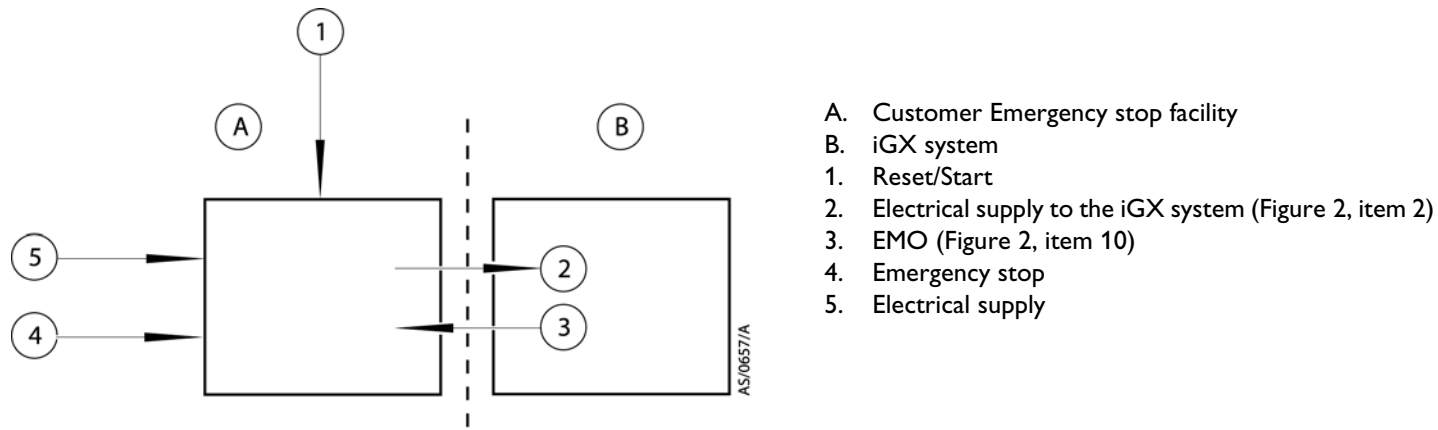 1
A
B
5
2
4
3
AS/0657/A
A. Customer Emergency stop facility
B. iGX system
1. Reset/Start
2. Electrical supply to the iGX system (Figure 2, item 2)
3. EMO (Figure 2, item 10)
4. Emergency stop
5. Electrical supply